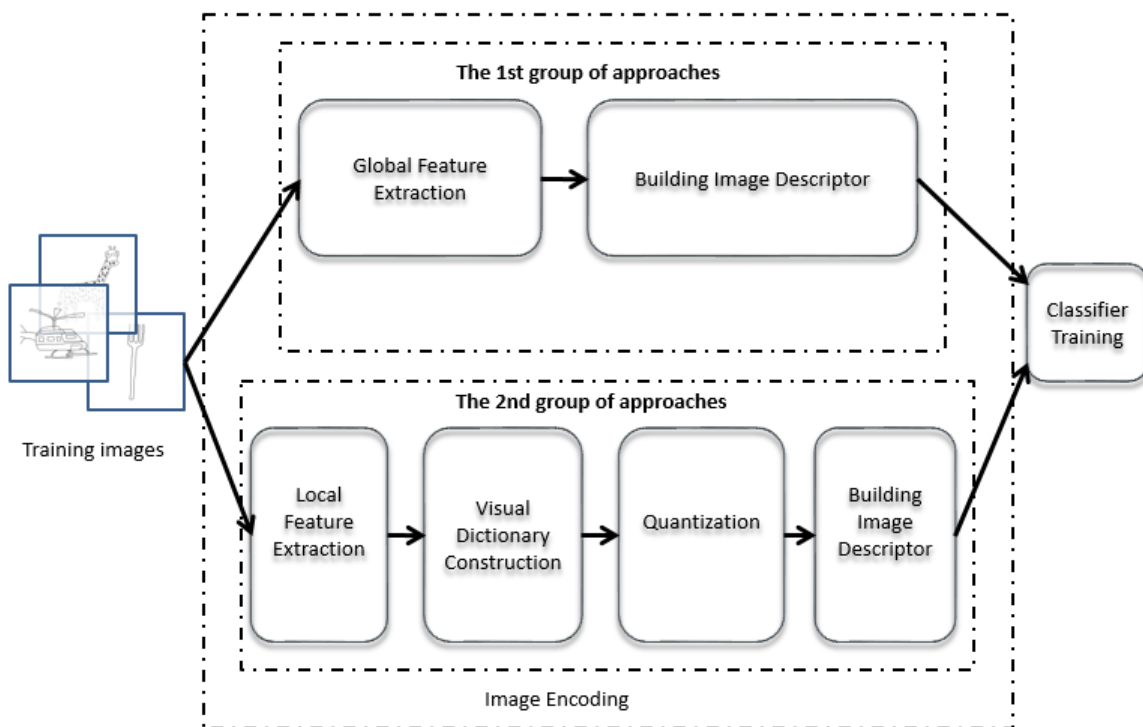 The 1st group of approaches
Global Feature
Extraction
Building Image Descriptor
Training images
Classifier
Training
The 2nd group of approaches
Local
Feature
Extraction
Visual
Dictionary
Construction
Quantization
Building
Image
Descriptor
Image Encoding